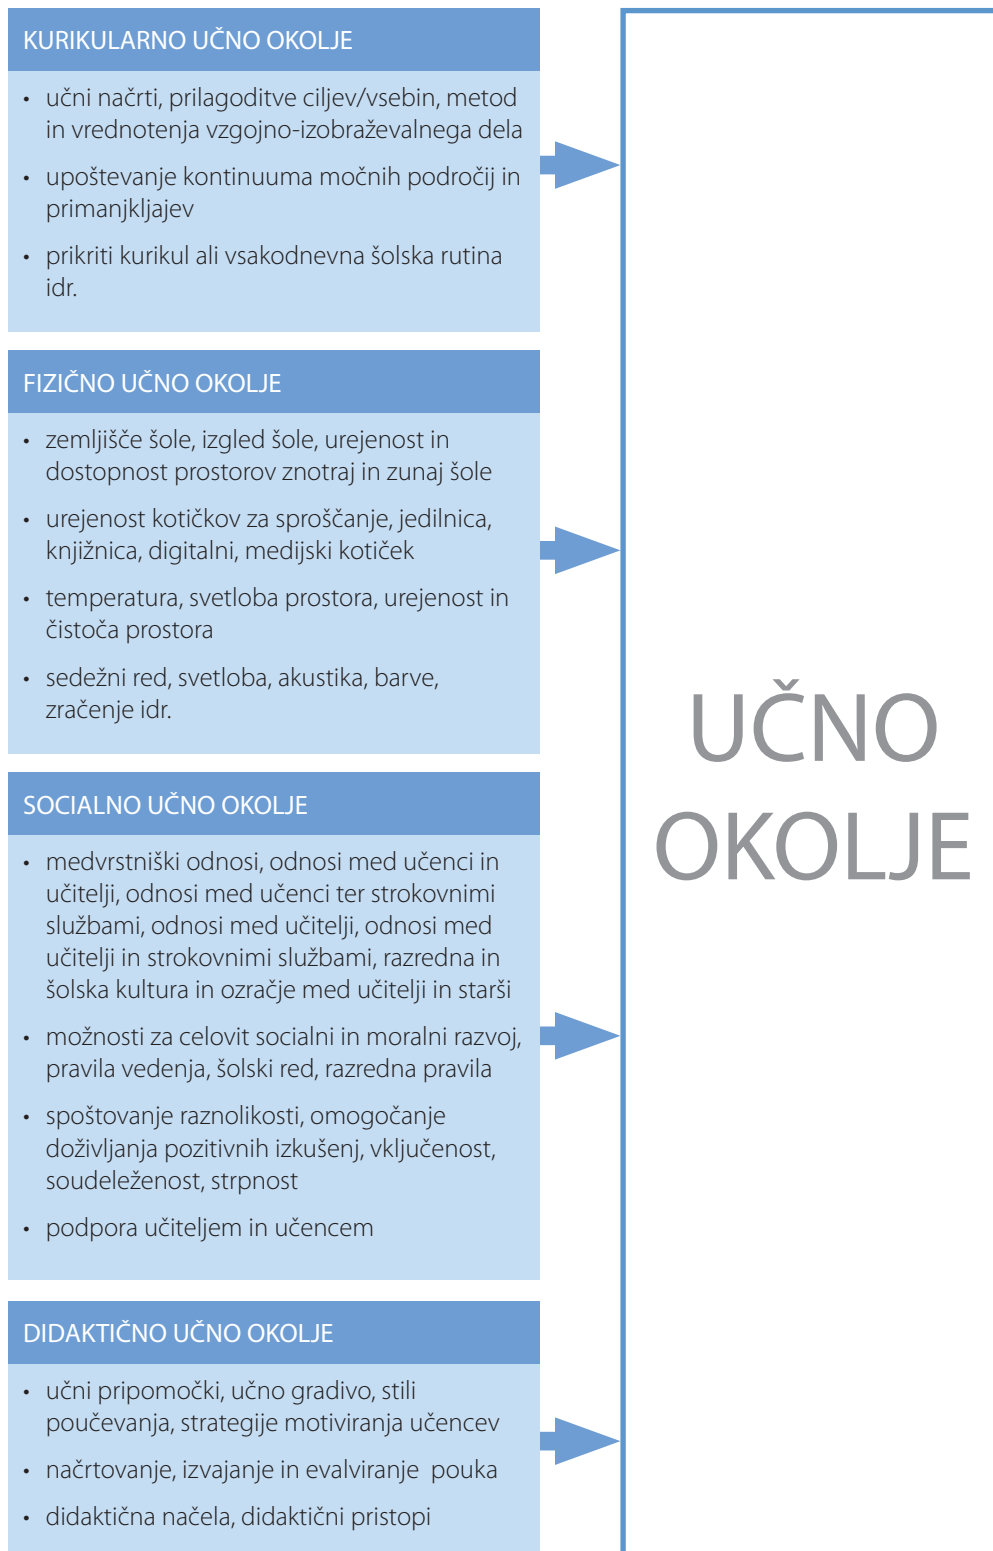 KURIKULARNO UČNO OKOLJE
• učni načrti, prilagoditve ciljev/vsebin, metod
in vrednotenja vzgojno-izobraževalnega dela
• upoštevanje kontinuuma močnih področij in
primanjkljajev
• prikriti kurikul ali vsakodnevna šolska rutina
idr.
FIZIČNO UČNO OKOLJE
• zemljišče šole, izgled šole, urejenost in
dostopnost prostorov znotraj in zunaj šole
• urejenost kotičkov za sproščanje, jedilnica,
knjižnica, digitalni, medijski kotiček
• temperatura, svetloba prostora, urejenost in
čistoča prostora
• sedežni red, svetloba, akustika, barve,
zračenje idr.
SOCIALNO UČNO OKOLJE
• medvrstniški odnosi, odnosi med učenci in
učitelji, odnosi med učenci ter strokovnimi
službami, odnosi med učitelji, odnosi med
učitelji in strokovnimi službami, razredna in
šolska kultura in ozračje med učitelji in starši
• možnosti za celovit socialni in moralni razvoj,
pravila vedenja, šolski red, razredna pravila
• spoštovanje raznolikosti, omogočanje
doživljanja pozitivnih izkušenj, vključenost,
soudeleženost, strpnost
• podpora učiteljem in učencem
DIDAKTIČNO UČNO OKOLJE
• učni pripomočki, učno gradivo, stili
poučevanja, strategije motiviranja učencev
• načrtovanje, izvajanje in evalviranje pouka
• didaktična načela, didaktični pristopi
UČNO
OKOLJE